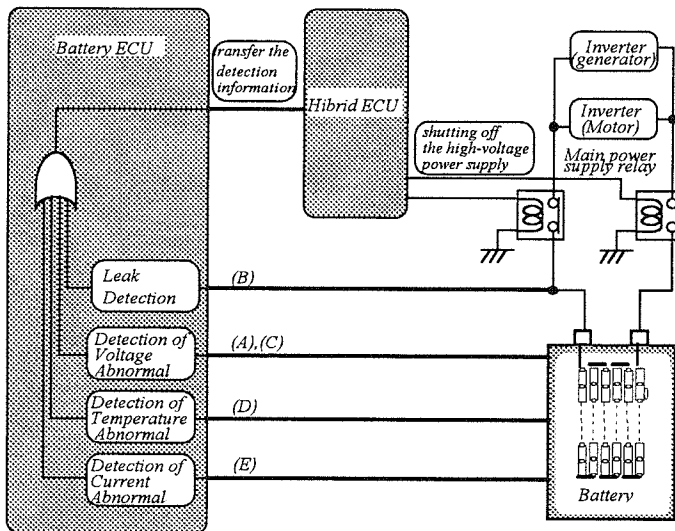 Battery ECU
transfer the
detection
information
Hibrid ECU
Inverter
(generator)
Inverter
(Motor)
shutting off
the high-voltage
power supply
Main power
supply relay
Leak
Detection
(B)
Detection of
Voltage
Abnormal
(A),(C)
Detection of
Temperature
Abnormal
(D)
Detection of
Current
Abnormal
(E)
Battery